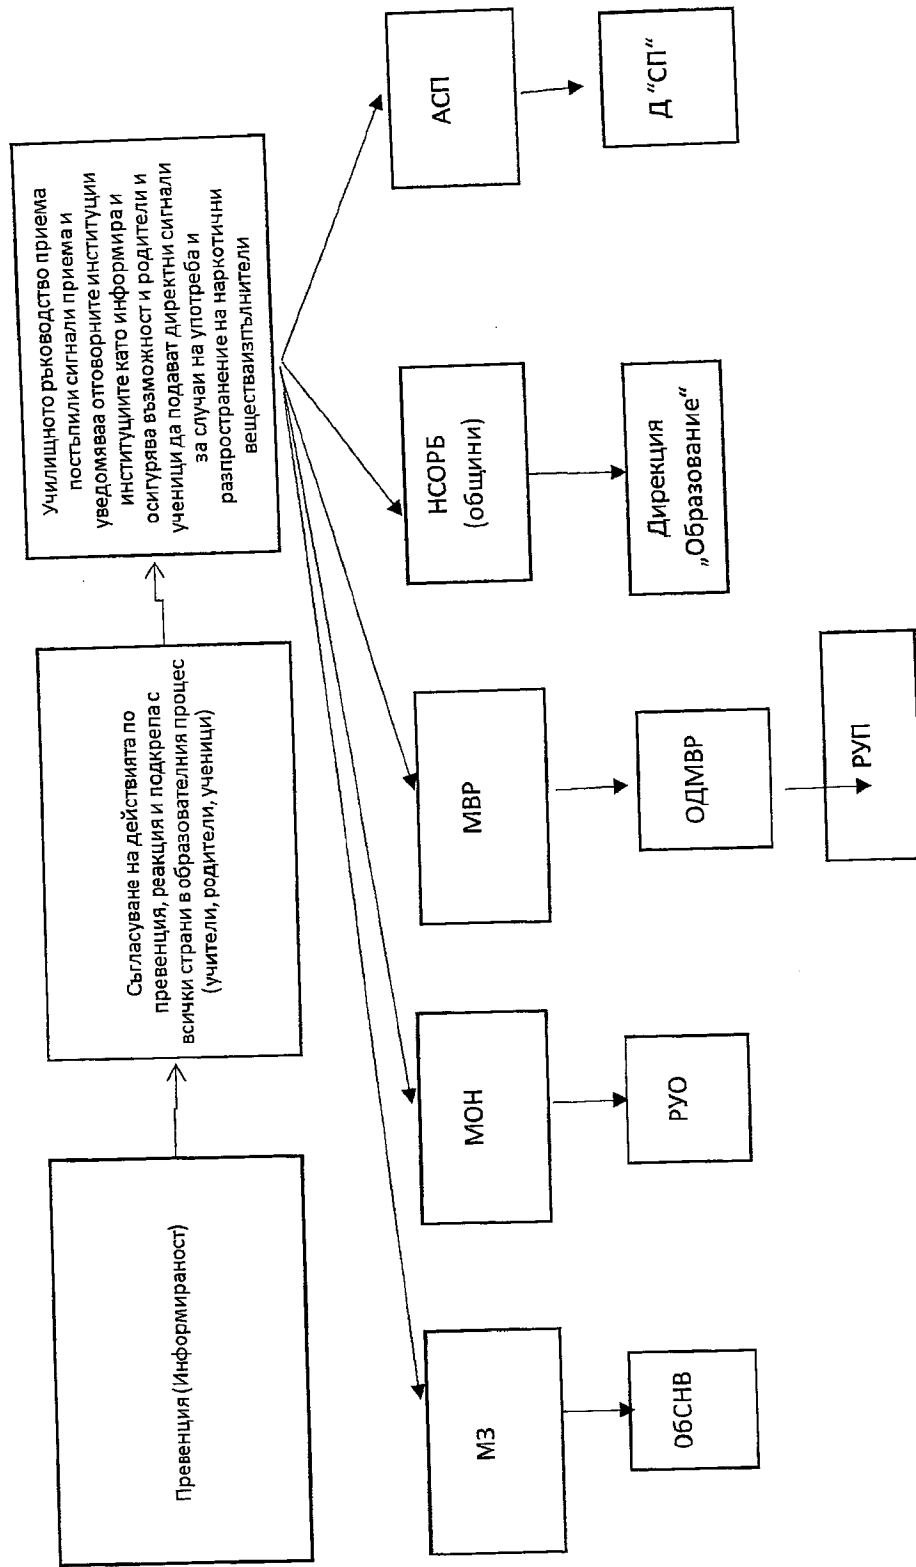 Превенция (Информираност)
Съгласуване на действията по
превенция, реакция и подкрепа с
всички страни в образователния процес
(учители, родители, ученици)
Училищното ръководство приема
постъпили сигнали приема и
уведомяваа отговорните институции
институциите като информира и
осигурява възможност и родители и
ученици да подават директни сигнали
за случаи на употреба и
разпространение на наркотични
веществаизпълнители
МЗ
МОН
МВР
НСОРБ
(общини)
АСП
ОбСНВ
РУО
ОДМВР
Дирекция
„Образование“
Д “СП“
РУП